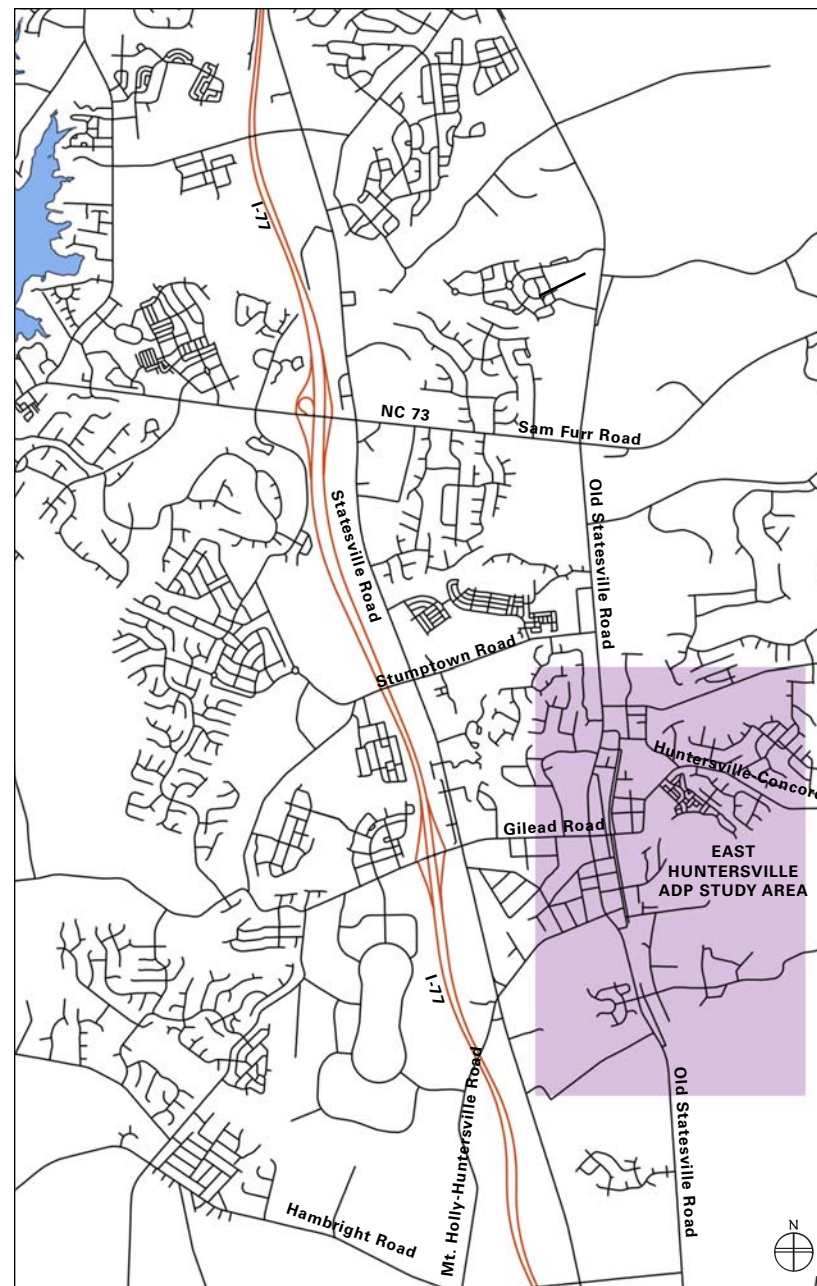 I-77
NC 73
Sam Furr Road
Statesville Road
Old Statesville Road
Stumptown Road
Huntersville-Concord
Gilead Road
EAST
HUNTERSVILLE
ADP STUDY AREA
I-77
Mt. Holly-Huntersville Road
Old Statesville Road
Hambright Road
N